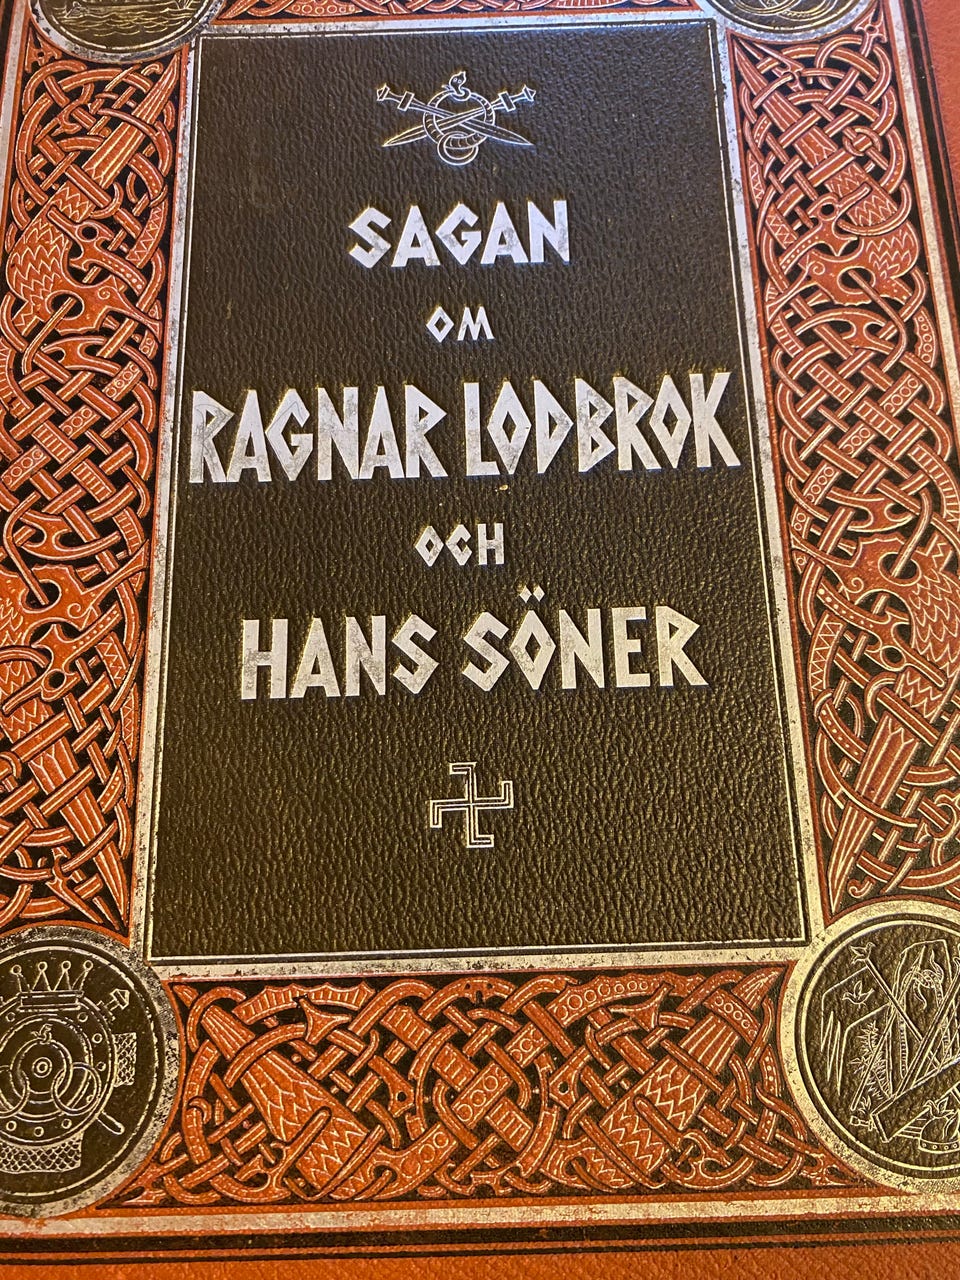 SAGAN
OM
RAGNAR LODBROK
OCH
HANS SÖNER